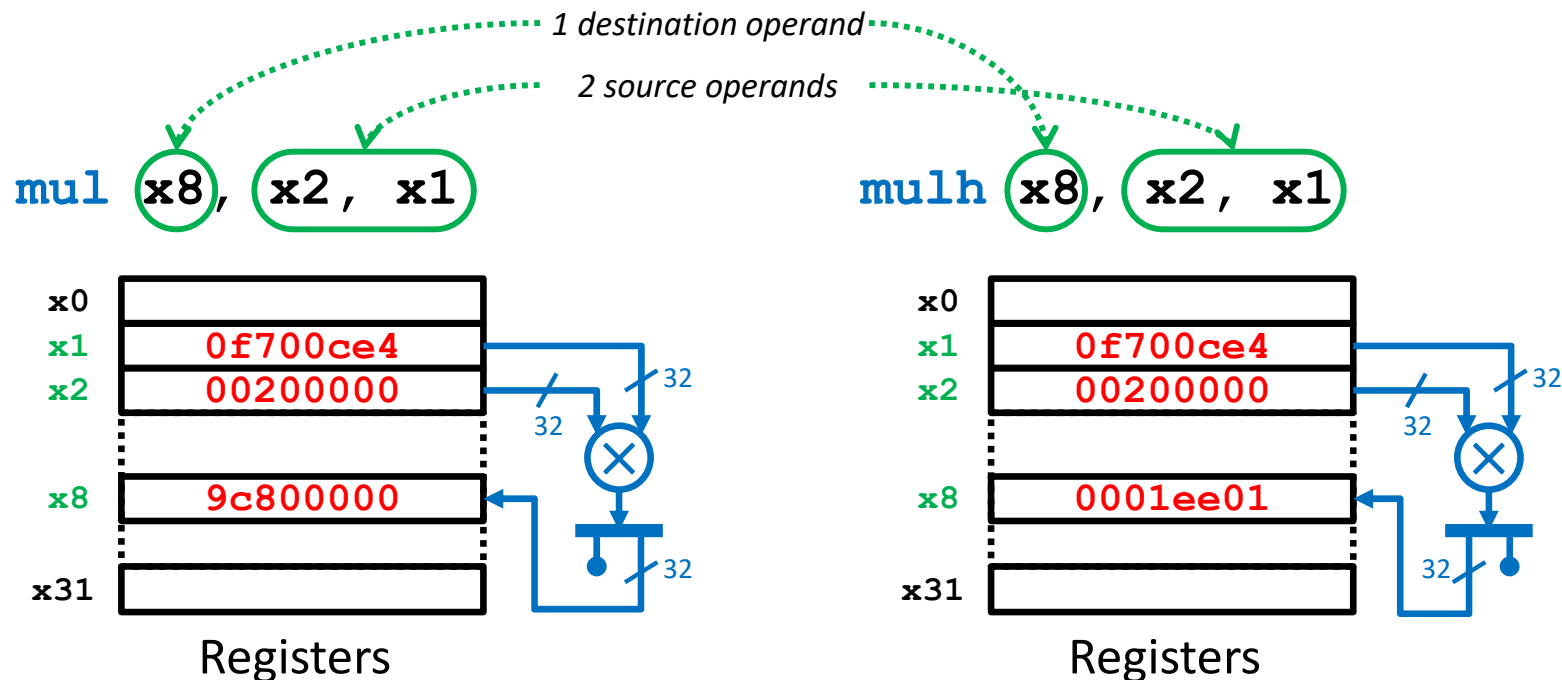 1 destination operand
2 source operands
mul x8, x2, x1
mulh x8, x2, x1
x0
x1 0f700ce4
x2 00200000
32
32
x8 9c800000
32
x31
Registers
x0
x1 0f700ce4
x2 00200000
32
32
x8 0001ee01
32
x31
Registers